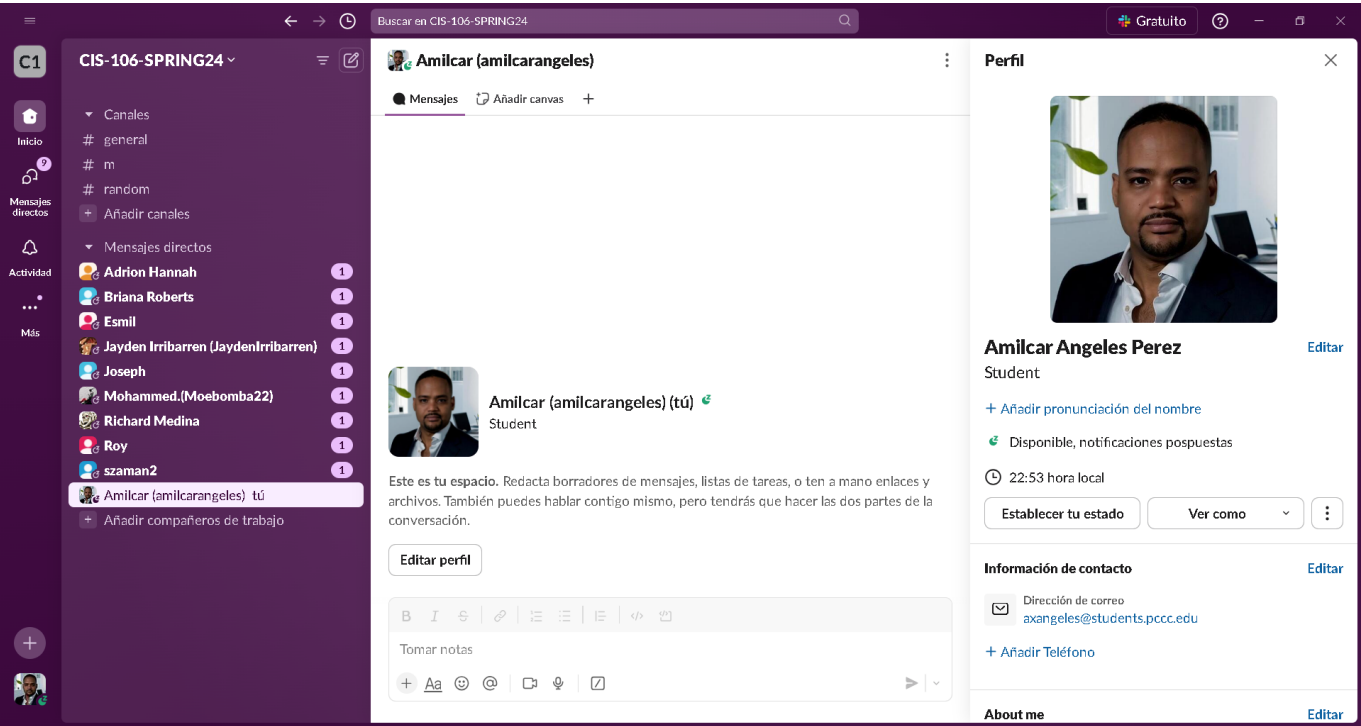 Buscar en CIS-106-SPRING24
Gratuito
C1
Inicio
9
Mensajes
directos
Actividad
Más
CIS-106-SPRING24
Canales
# general
# m
# random
+ Añadir canales
Mensajes directos
Adrion Hannah 1
Briana Roberts 1
Esmil 1
Jayden Irribarren (JaydenIrribarren) 1
Joseph 1
Mohammed.(Moebomba22) 1
Richard Medina 1
Roy 1
szaman2 1
Amilcar (amilcarangeles) tú
+ Añadir compañeros de trabajo
Amilcar (amilcarangeles)
Mensajes Añadir canvas +
Amilcar (amilcarangeles) (tú)
Student
Este es tu espacio. Redacta borradores de mensajes, listas de tareas, o ten a mano enlaces y
archivos. También puedes hablar contigo mismo, pero tendrás que hacer las dos partes de la
conversación.
Editar perfil
B I S
Tomar notas
+ Aa @
Perfil
Amilcar Angeles Perez Editar
Student
+ Añadir pronunciación del nombre
Disponible, notificaciones pospuestas
22:53 hora local
Establecer tu estado Ver como
Información de contacto Editar
Dirección de correo
axangeles@students.pccc.edu
+ Añadir Teléfono
About me Editar